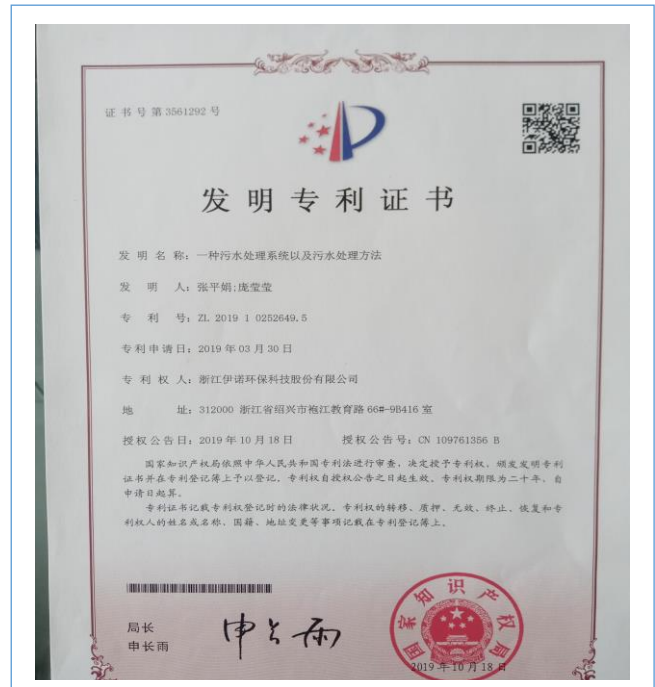 证书号第3561292号
发明专利证书
发明名称：一种污水处理系统以及污水处理方法
发明人：张平娟;庞莹莹
专利号：ZL 2019 1 0252649.5
专利申请日：2019年03月30日
专利权人：浙江伊诺环保科技股份有限公司
地址：312000 浙江省绍兴市袍江教育路66#-9B416室
授权公告日：2019年10月18日 授权公告号：CN 109761356 B
国家知识产权局依照中华人民共和国专利法进行审查，决定授予专利权，颁发发明专利
证书并在专利登记簿上予以登记。专利权自授权公告之日起生效。专利权期限为二十年，自
申请日起算。
专利证书记载专利权登记时的法律状况。专利权的转移、质押、无效、终止、恢复和专
利权人的姓名或名称、国籍、地址变更等事项记载在专利登记簿上。
局长
申长雨
申长雨
国家知识产权局
2019年10月18日